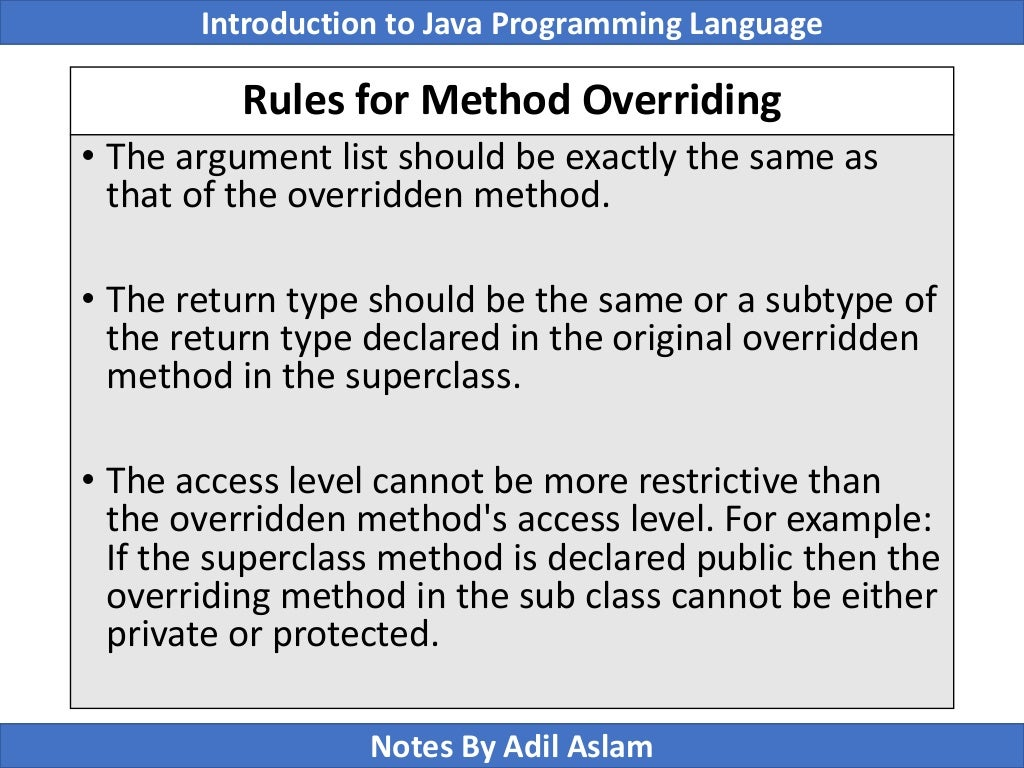 Introduction to Java Programming Language
Rules for Method Overriding
• The argument list should be exactly the same as
that of the overridden method.
• The return type should be the same or a subtype of
the return type declared in the original overridden
method in the superclass.
• The access level cannot be more restrictive than
the overridden method's access level. For example:
If the superclass method is declared public then the
overriding method in the sub class cannot be either
private or protected.
Notes By Adil Aslam